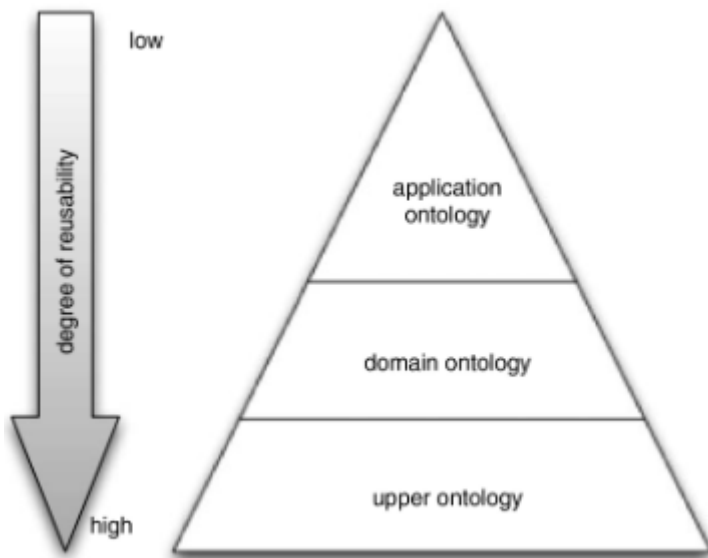 low
degree of reusability
application
ontology
domain ontology
upper ontology
high